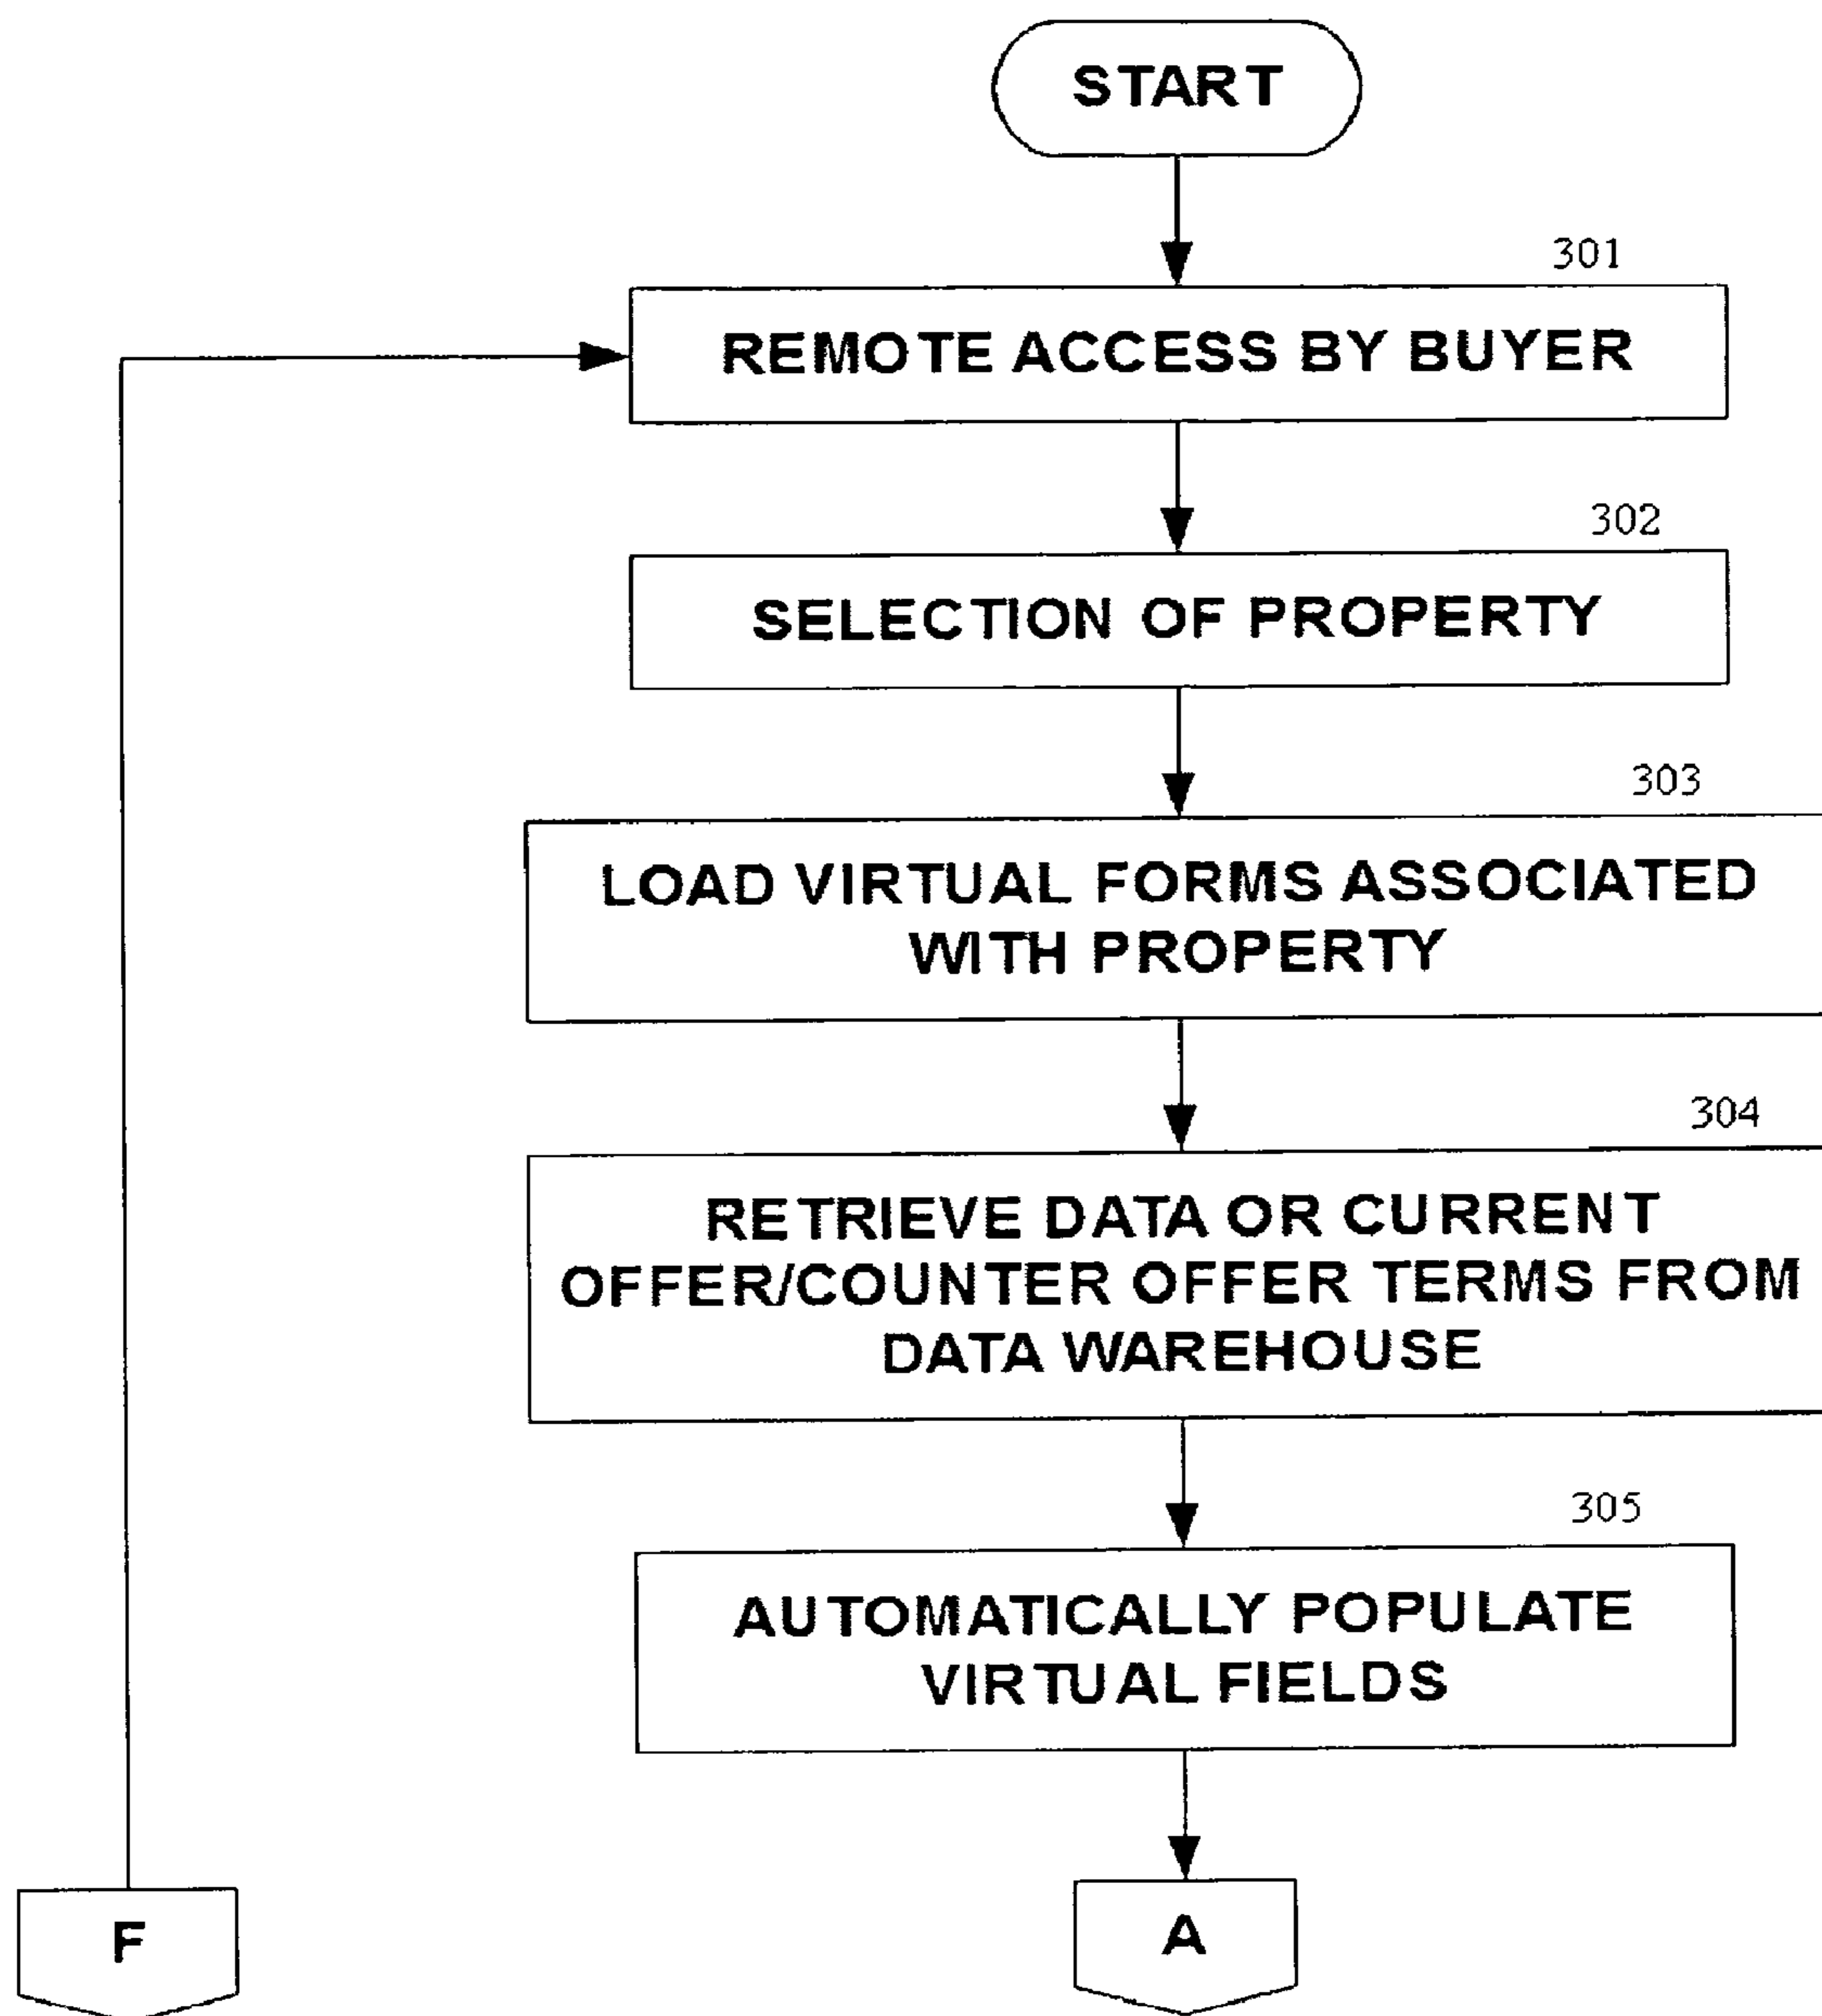 START
301
REMOTE ACCESS BY BUYER
302
SELECTION OF PROPERTY
303
LOAD VIRTUAL FORMS ASSOCIATED
WITH PROPERTY
304
RETRIEVE DATA OR CURRENT
OFFER/COUNTER OFFER TERMS FROM
DATA WAREHOUSE
305
AUTOMATICALLY POPULATE
VIRTUAL FIELDS
F
A